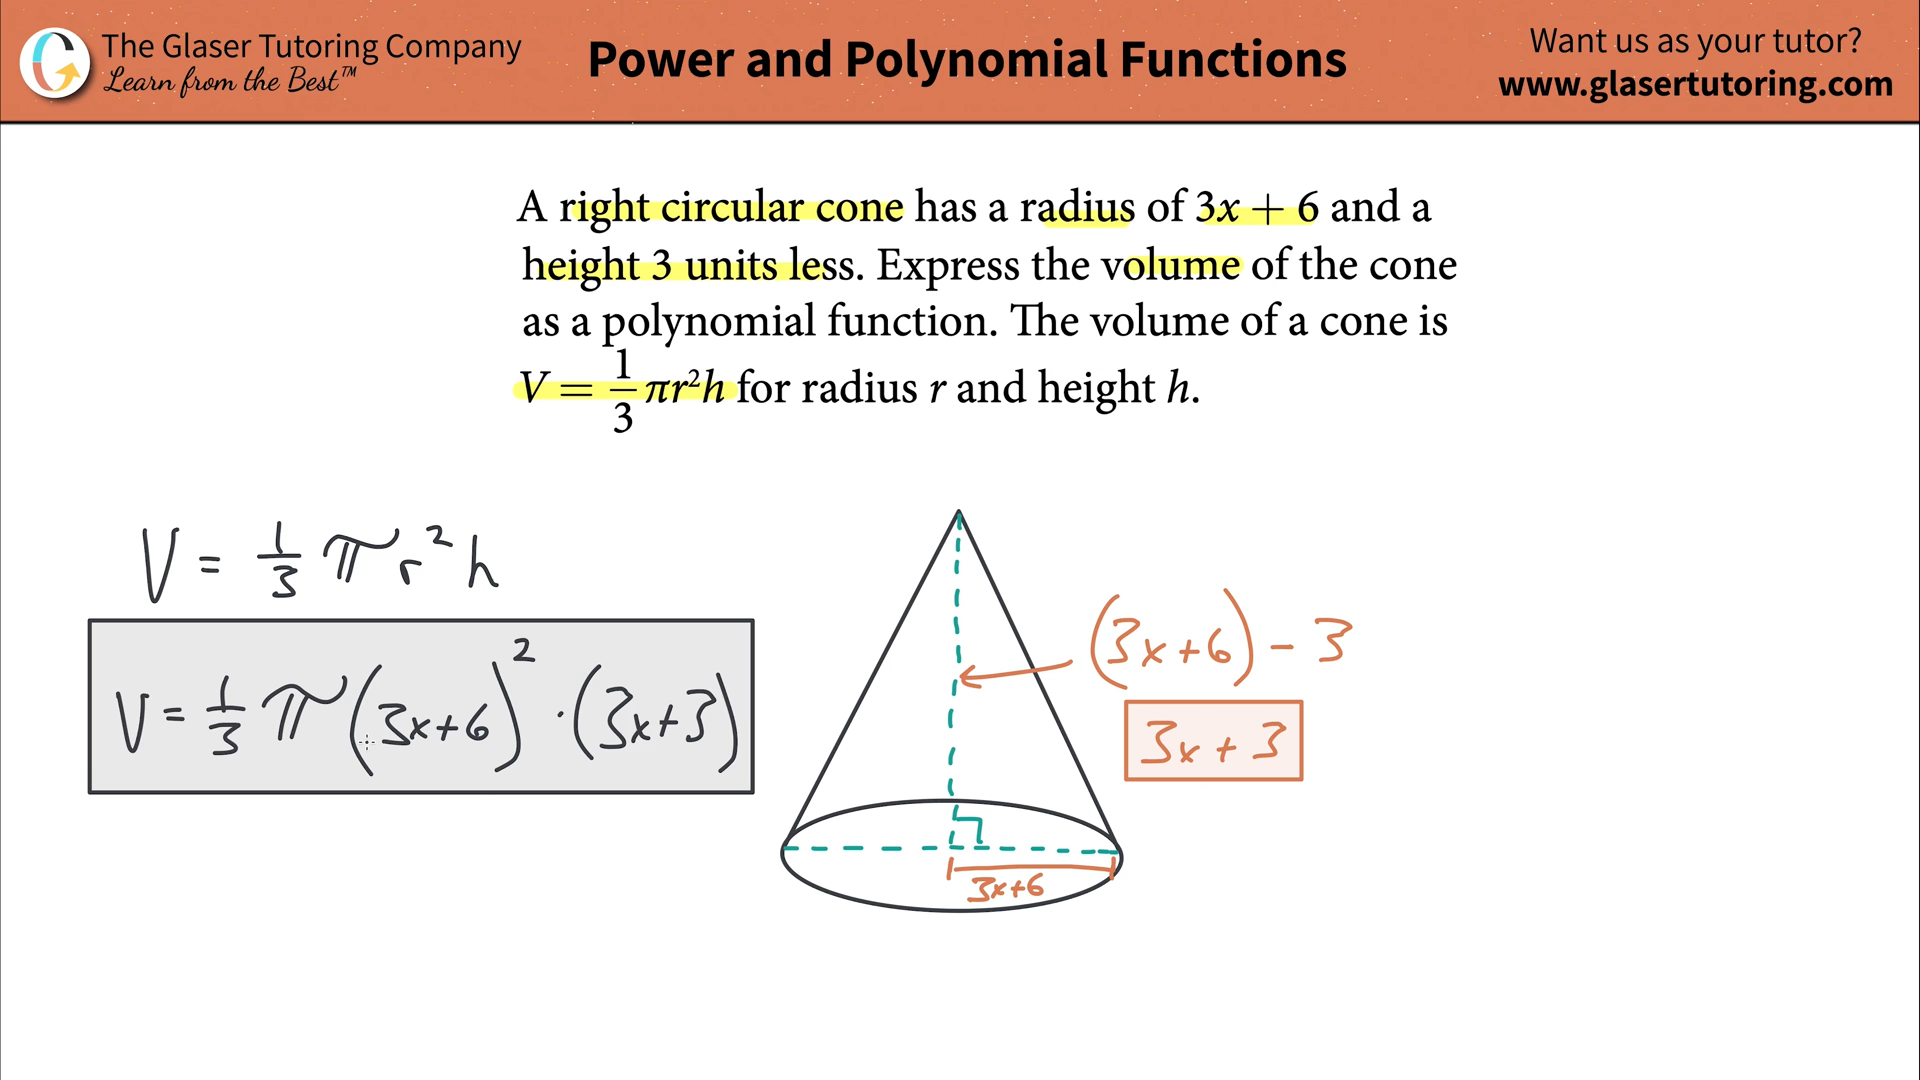 The Glaser Tutoring Company
Learn from the Best™
Power and Polynomial Functions
Want us as your tutor?
www.glasertutoring.com
A right circular cone has a radius of 3x + 6 and a
height 3 units less. Express the volume of the cone
as a polynomial function. The volume of a cone is
V = 1/3 πr²h for radius r and height h.
V = 1/3 π r² h
V = 1/3 π (3x+6)² · (3x+3)
(3x+6) - 3
3x + 3
3x+6